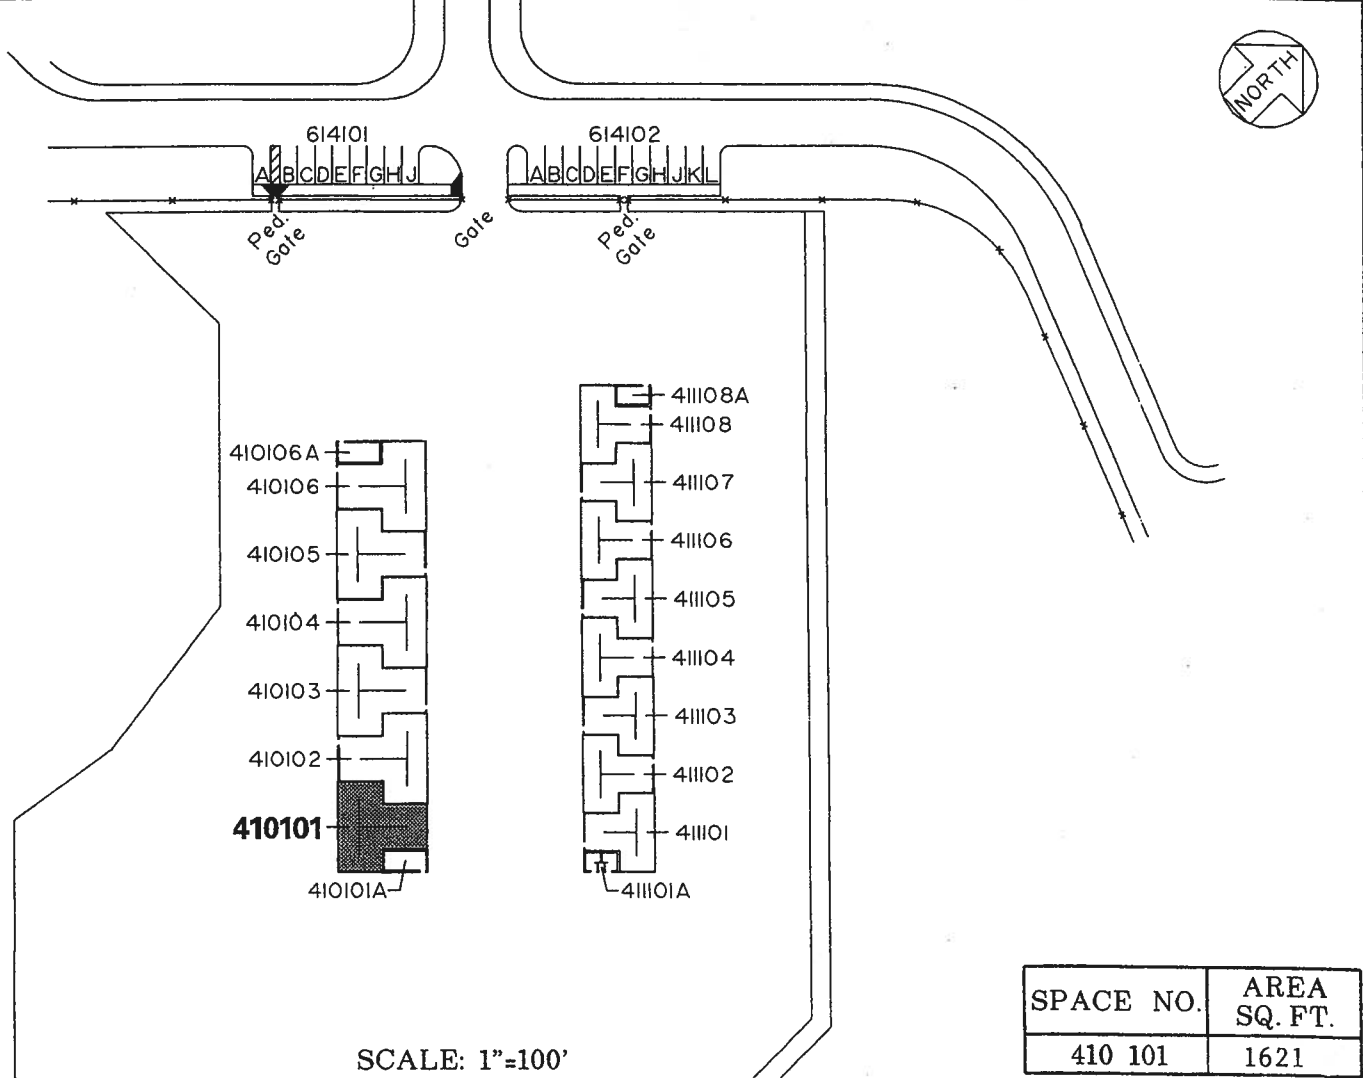 NORTH
614101
614102
A B C D E F G H J
A B C D E F G H J K L
Ped.
Gate
Gate
Ped.
Gate
411108A
411108
410106A
410106
411107
411106
410105
411105
410104
411104
410103
411103
410102
411102
410101
411101
410101A
411101A
SPACE NO.
AREA
SQ. FT.
410 101
1621
SCALE: 1"=100'